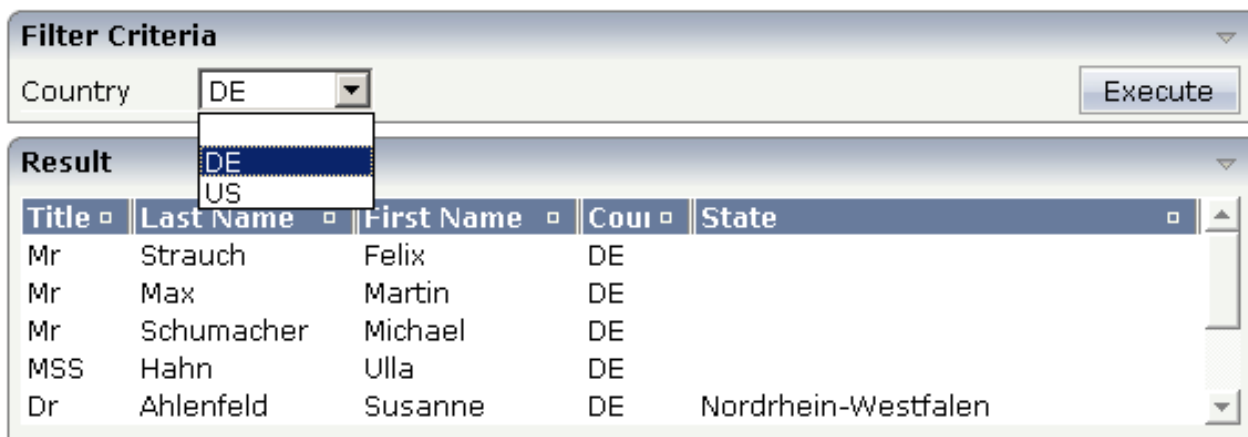 Filter Criteria
Country DE Execute
DE
Result
US
Title Last Name First Name Cour State
Mr Strauch Felix DE
Mr Max Martin DE
Mr Schumacher Michael DE
MSS Hahn Ulla DE
Dr Ahlenfeld Susanne DE Nordrhein-Westfalen